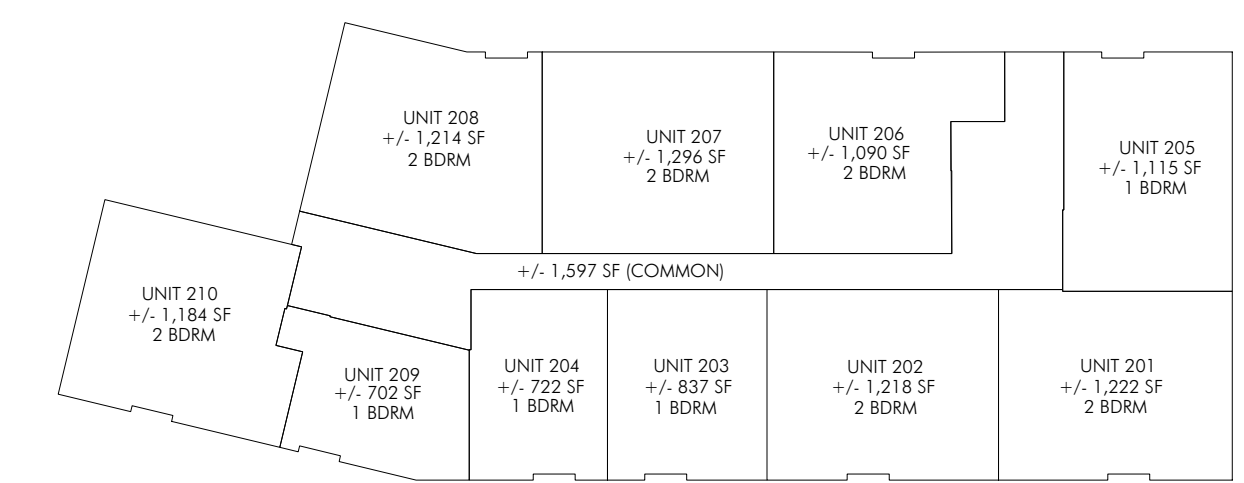 UNIT 208
+/- 1,214 SF
2 BDRM
UNIT 207
+/- 1,296 SF
2 BDRM
UNIT 206
+/- 1,090 SF
2 BDRM
UNIT 205
+/- 1,115 SF
1 BDRM
+/- 1,597 SF (COMMON)
UNIT 210
+/- 1,184 SF
2 BDRM
UNIT 209
+/- 702 SF
1 BDRM
UNIT 204
+/- 722 SF
1 BDRM
UNIT 203
+/- 837 SF
1 BDRM
UNIT 202
+/- 1,218 SF
2 BDRM
UNIT 201
+/- 1,222 SF
2 BDRM